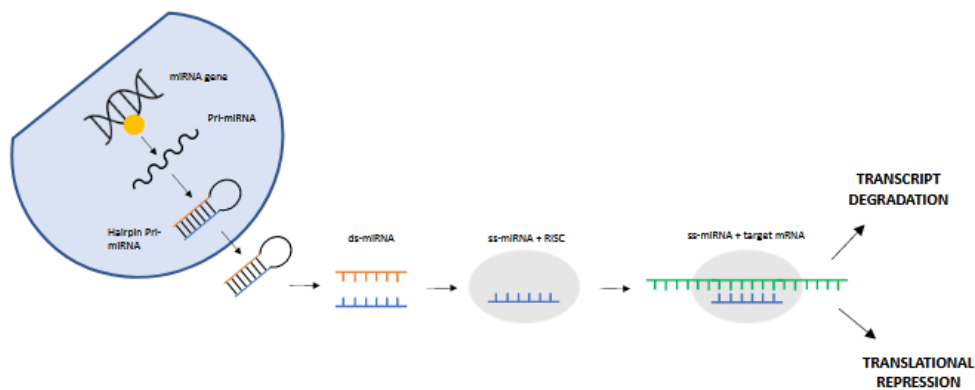 miRNA gene
Pri-miRNA
Hairpin Pri-
miRNA
ds-miRNA
ss-miRNA + RISC
ss-miRNA + target mRNA
TRANSCRIPT
DEGRADATION
TRANSLATIONAL
REPRESSION